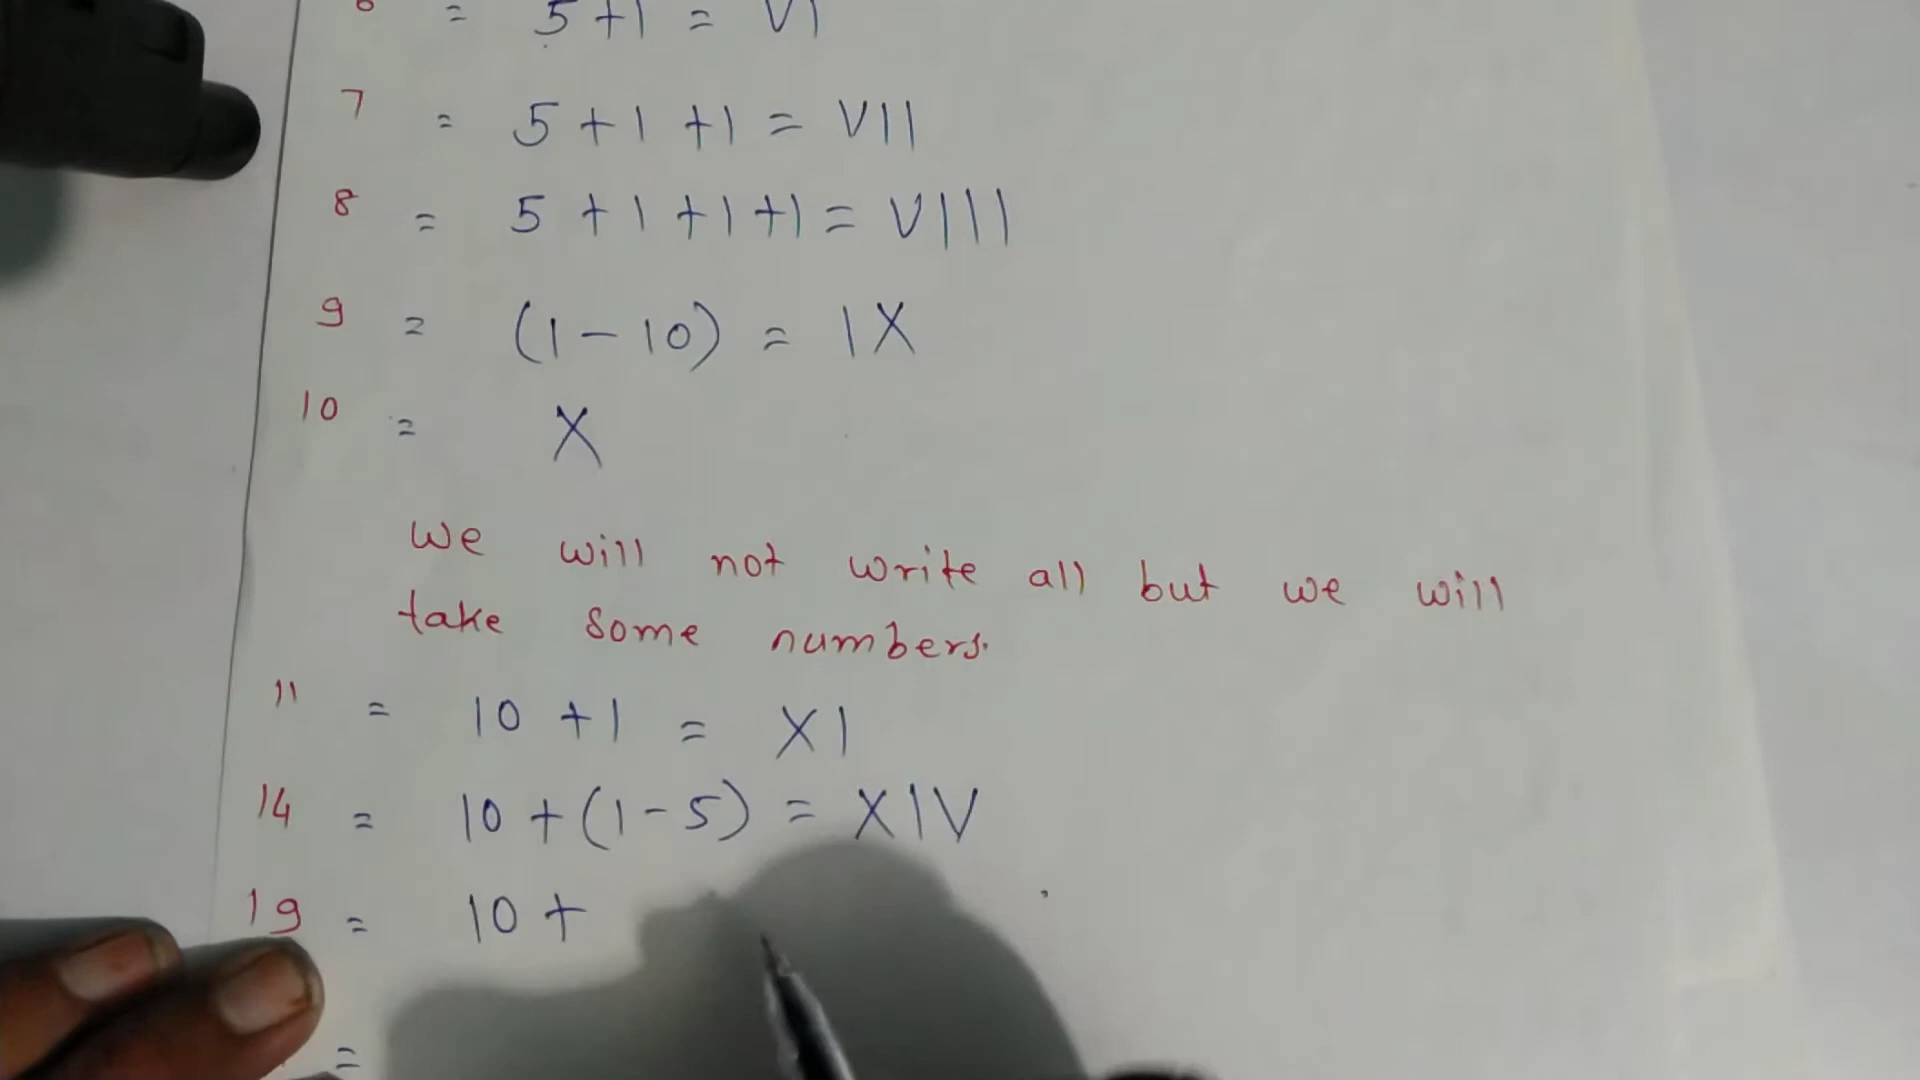 6 = 5 + 1 = VI
7 = 5 + 1 + 1 = VII
8 = 5 + 1 + 1 + 1 = VIII
9 = (1 - 10) = IX
10 = X
We will not write all but we will
take some numbers.
11 = 10 + 1 = XI
14 = 10 + (1 - 5) = XIV
19 = 10 +
=